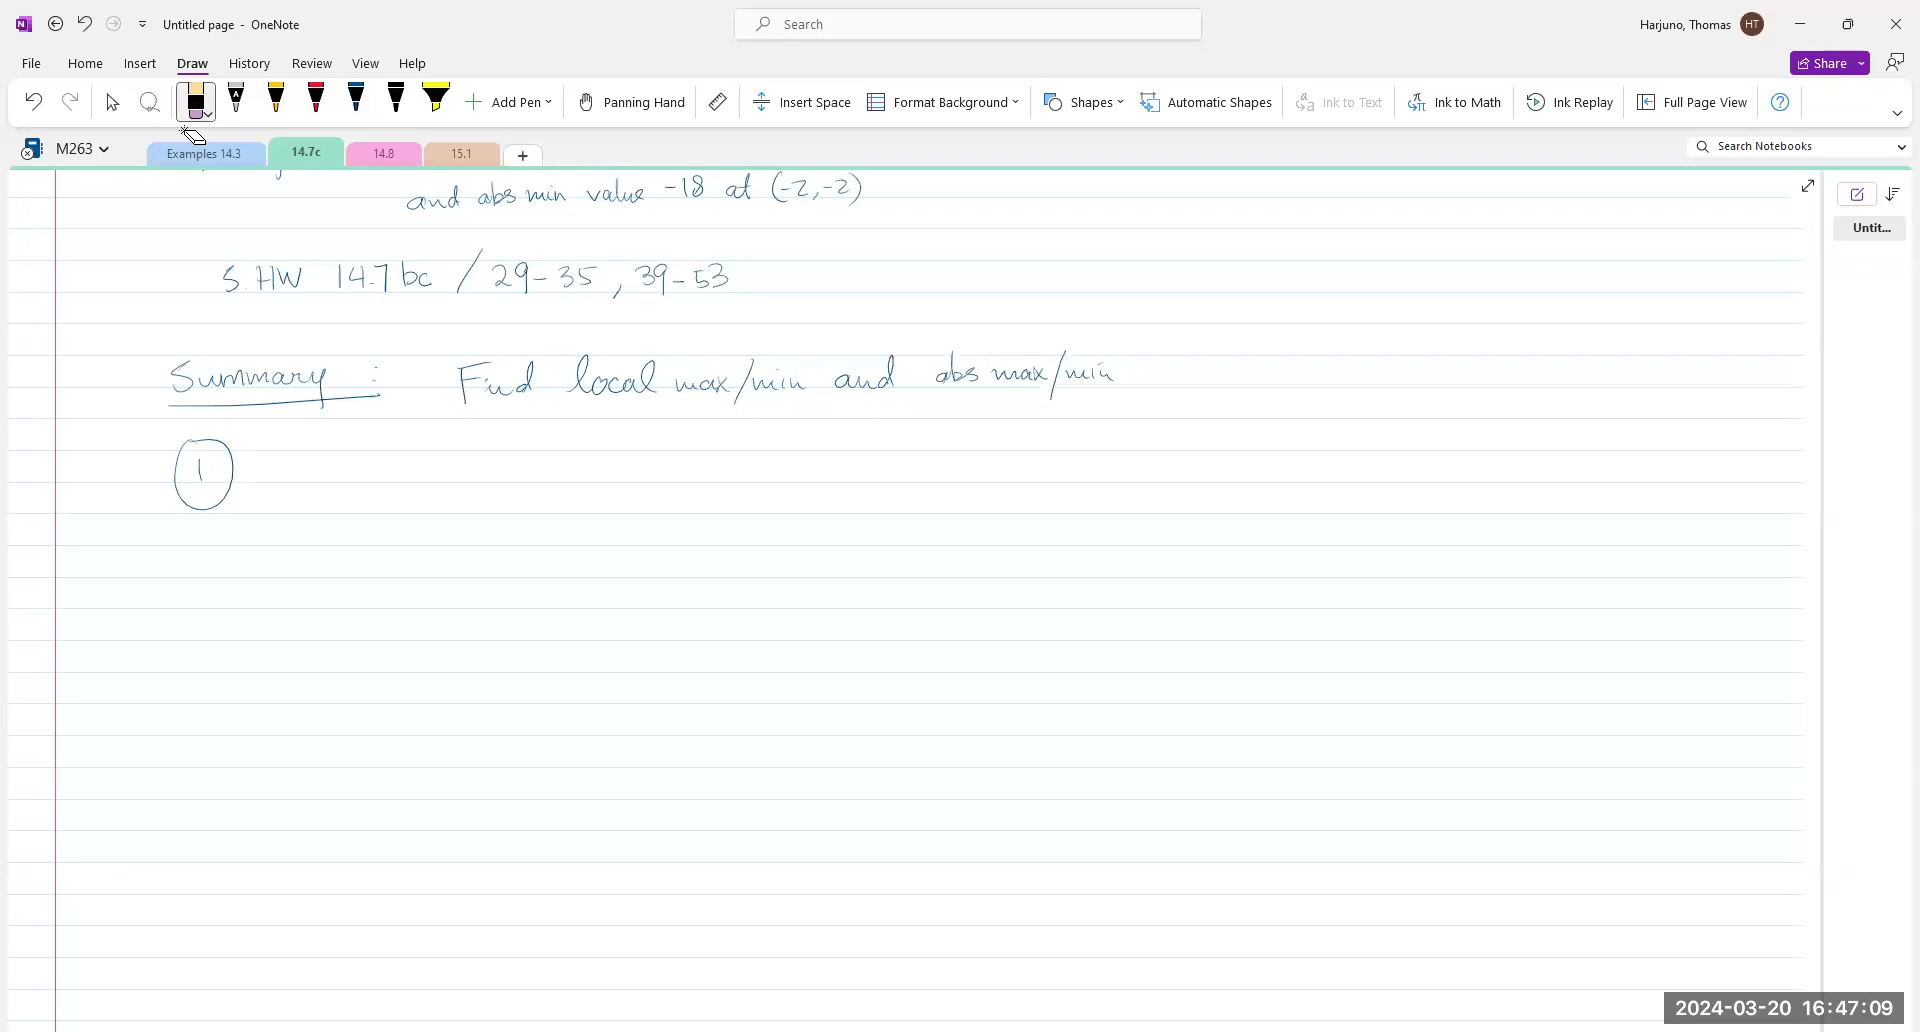 Untitled page - OneNote
Search
Harjuno, Thomas
HT
File Home Insert Draw History Review View Help
Share
Add Pen
Panning Hand
Insert Space
Format Background
Shapes
Automatic Shapes
Ink to Text
Ink to Math
Ink Replay
Full Page View
M263
Examples 14.3
14.7c
14.8
15.1
Search Notebooks
Untit...
and abs min value -18 at (-2,-2)
S.HW 14.7 bc / 29-35, 39-53
Summary : Find local max/min and abs max/min
1
2024-03-20 16:47:09